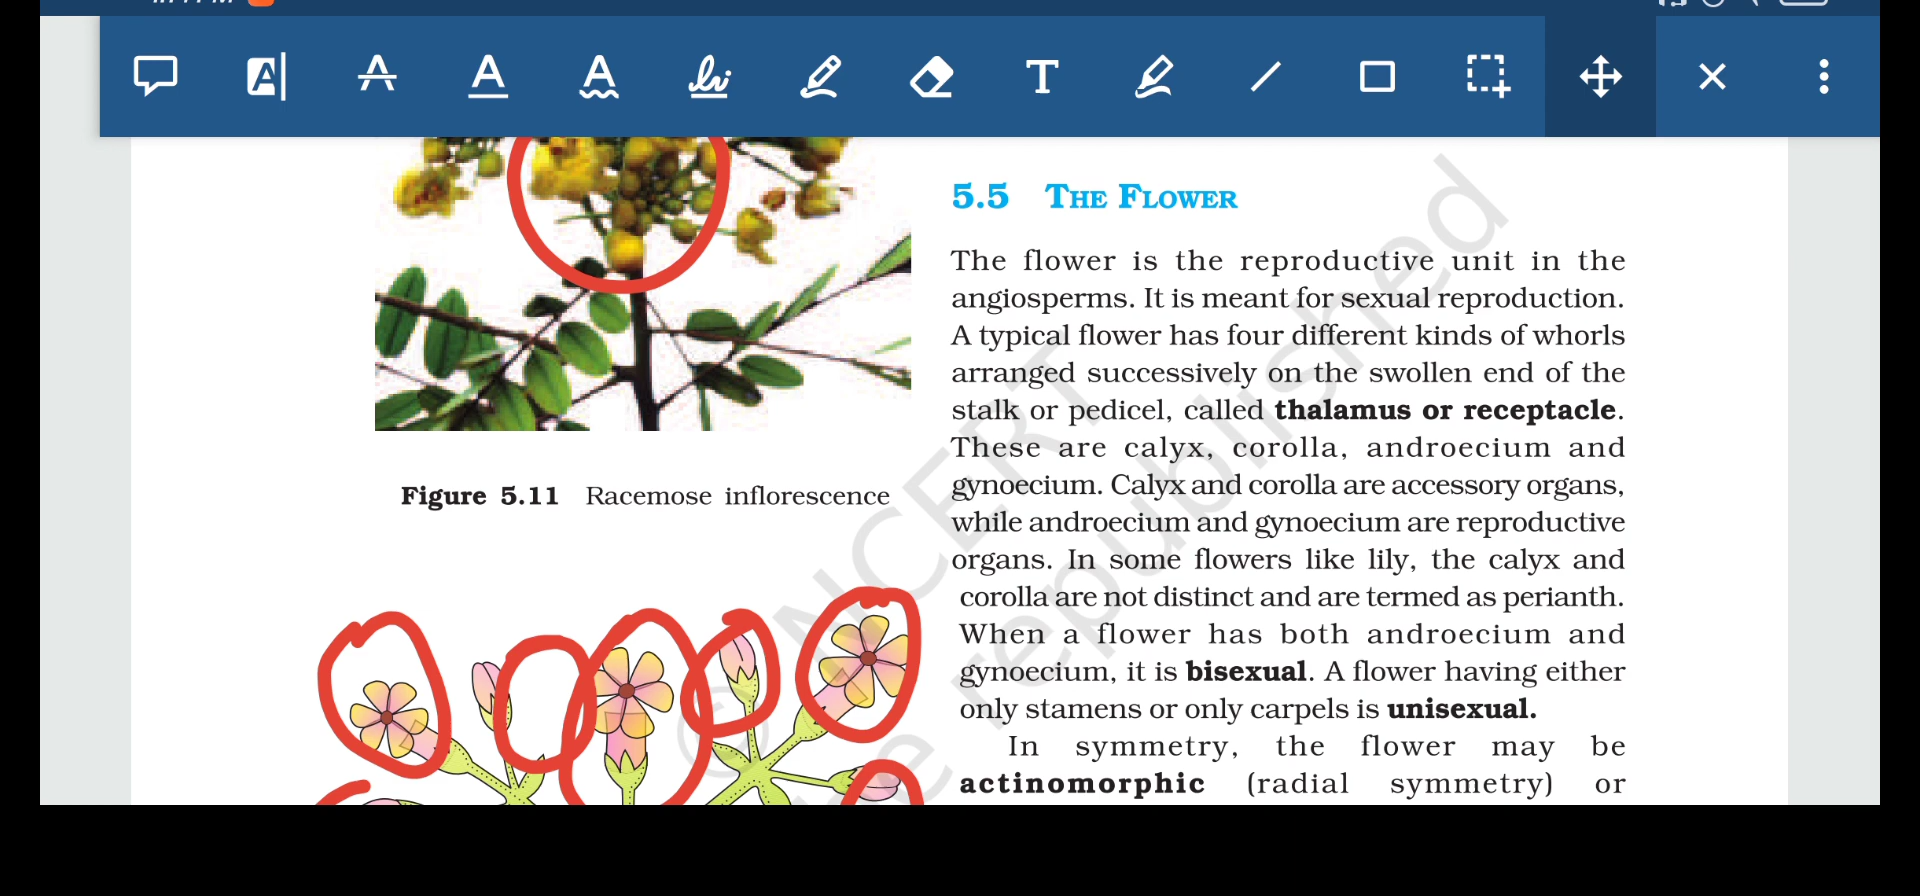 A
A
A
A
T
5.5 THE FLOWER
The flower is the reproductive unit in the
angiosperms. It is meant for sexual reproduction.
A typical flower has four different kinds of whorls
arranged successively on the swollen end of the
stalk or pedicel, called thalamus or receptacle.
These are calyx, corolla, androecium and
gynoecium. Calyx and corolla are accessory organs,
while androecium and gynoecium are reproductive
organs. In some flowers like lily, the calyx and
corolla are not distinct and are termed as perianth.
When a flower has both androecium and
gynoecium, it is bisexual. A flower having either
only stamens or only carpels is unisexual.
In symmetry, the flower may be
actinomorphic (radial symmetry) or
Figure 5.11 Racemose inflorescence
© NCERT
be republished